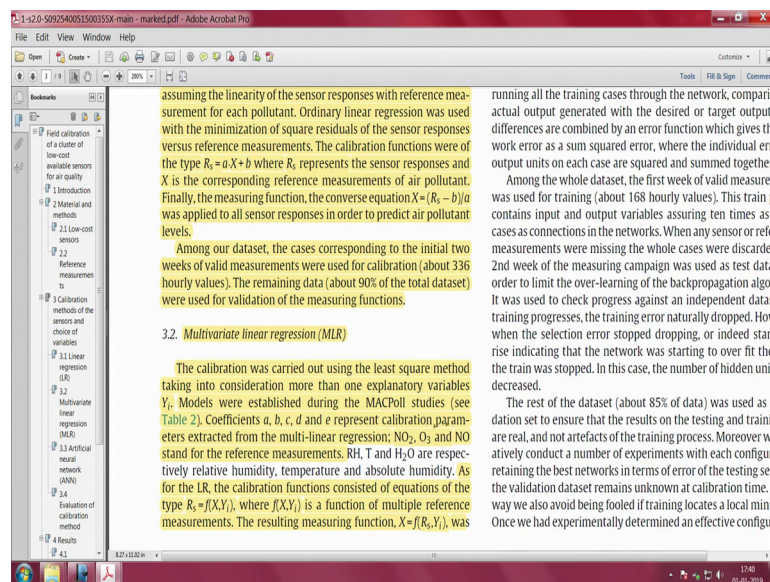 1-s2.0-S092540051500355X-main - marked.pdf - Adobe Acrobat Pro
File Edit View Window Help
Open Create
Customize
3 / 9 200% Tools Fill & Sign Commen
Bookmarks
Field calibration
of a cluster of
low-cost
available sensors
for air quality
1 Introduction
2 Material and
methods
2.1 Low-cost
sensors
2.2
Reference
measuremen
ts
3 Calibration
methods of the
sensors and
choice of
variables
3.1 Linear
regression
(LR)
3.2
Multivariate
linear
regression
(MLR)
3.3 Artificial
neural
network
(ANN)
3.4
Evaluation of
calibration
method
4 Results
4.1
assuming the linearity of the sensor responses with reference mea-
surement for each pollutant. Ordinary linear regression was used
with the minimization of square residuals of the sensor responses
versus reference measurements. The calibration functions were of
the type Rs=a·X+b where Rs represents the sensor responses and
X is the corresponding reference measurements of air pollutant.
Finally, the measuring function, the converse equation X=(Rs − b)/a
was applied to all sensor responses in order to predict air pollutant
levels.
Among our dataset, the cases corresponding to the initial two
weeks of valid measurements were used for calibration (about 336
hourly values). The remaining data (about 90% of the total dataset)
were used for validation of the measuring functions.
3.2. Multivariate linear regression (MLR)
The calibration was carried out using the least square method
taking into consideration more than one explanatory variables
Yi. Models were established during the MACPoll studies (see
Table 2). Coefficients a, b, c, d and e represent calibration param-
eters extracted from the multi-linear regression; NO2, O3 and NO
stand for the reference measurements. RH, T and H2O are respec-
tively relative humidity, temperature and absolute humidity. As
for the LR, the calibration functions consisted of equations of the
type Rs=f(X,Yi), where f(X,Yi) is a function of multiple reference
measurements. The resulting measuring function, X=f(Rs,Yi), was
running all the training cases through the network, compari
actual output generated with the desired or target output
differences are combined by an error function which gives th
work error as a sum squared error, where the individual er
output units on each case are squared and summed togethe
Among the whole dataset, the first week of valid measure
was used for training (about 168 hourly values). This train
contains input and output variables assuring ten times as
cases as connections in the networks. When any sensor or refe
measurements were missing the whole cases were discarde
2nd week of the measuring campaign was used as test data
order to limit the over-learning of the backpropagation algo
It was used to check progress against an independent data
training progresses, the training error naturally dropped. How
when the selection error stopped dropping, or indeed star
rise indicating that the network was starting to over fit the
the train was stopped. In this case, the number of hidden uni
decreased.
The rest of the dataset (about 85% of data) was used as
dation set to ensure that the results on the testing and traini
are real, and not artefacts of the training process. Moreover w
atively conduct a number of experiments with each configur
retaining the best networks in terms of error of the testing se
the validation dataset remains unknown at calibration time.
way we also avoid being fooled if training locates a local min
Once we had experimentally determined an effective configu
8.27 x 11.02 in
17:40
01-01-2019